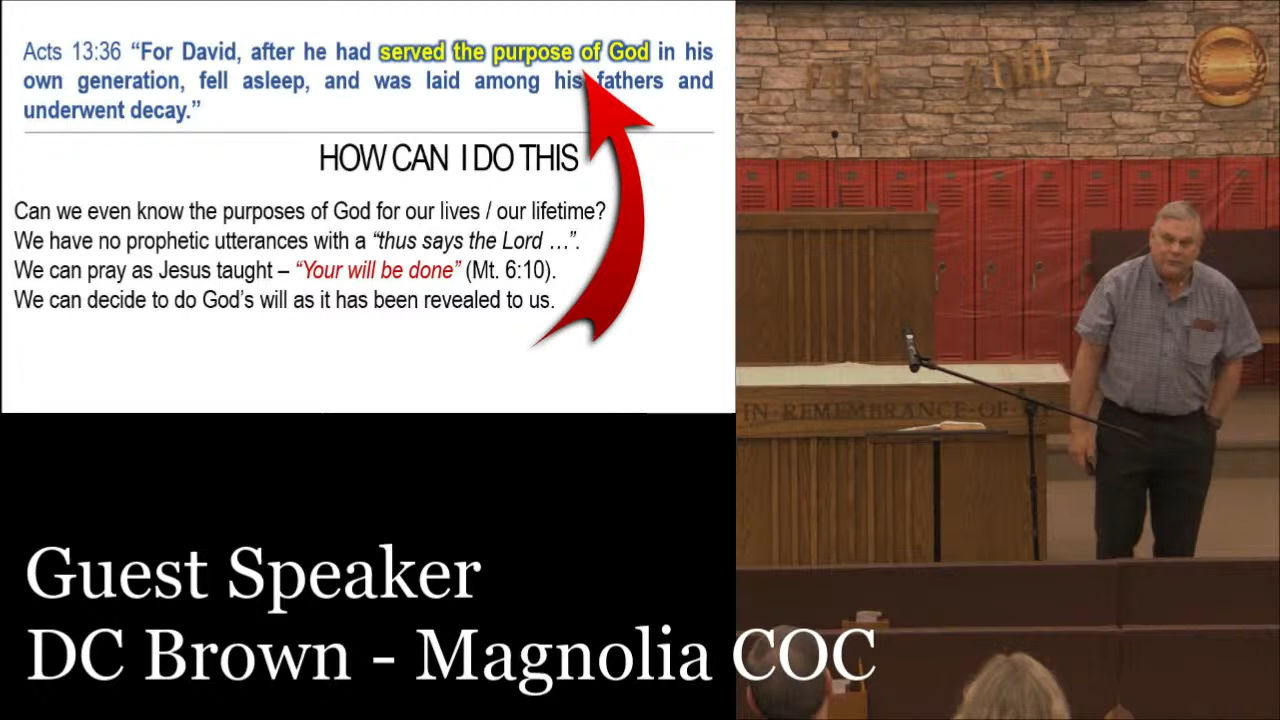 Acts 13:36 “For David, after he had served the purpose of God in his
own generation, fell asleep, and was laid among his fathers and
underwent decay.”
HOW CAN I DO THIS
Can we even know the purposes of God for our lives / our lifetime?
We have no prophetic utterances with a “thus says the Lord …”.
We can pray as Jesus taught – “Your will be done” (Mt. 6:10).
We can decide to do God’s will as it has been revealed to us.
IN REMEMBRANCE OF ME
Guest Speaker
DC Brown - Magnolia COC